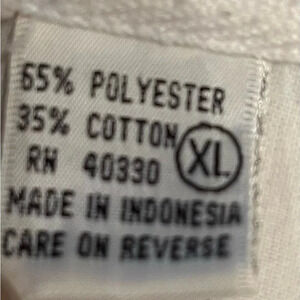 65% POLYESTER
35% COTTON
XL
RN 40330
MADE IN INDONESIA
CARE ON REVERSE